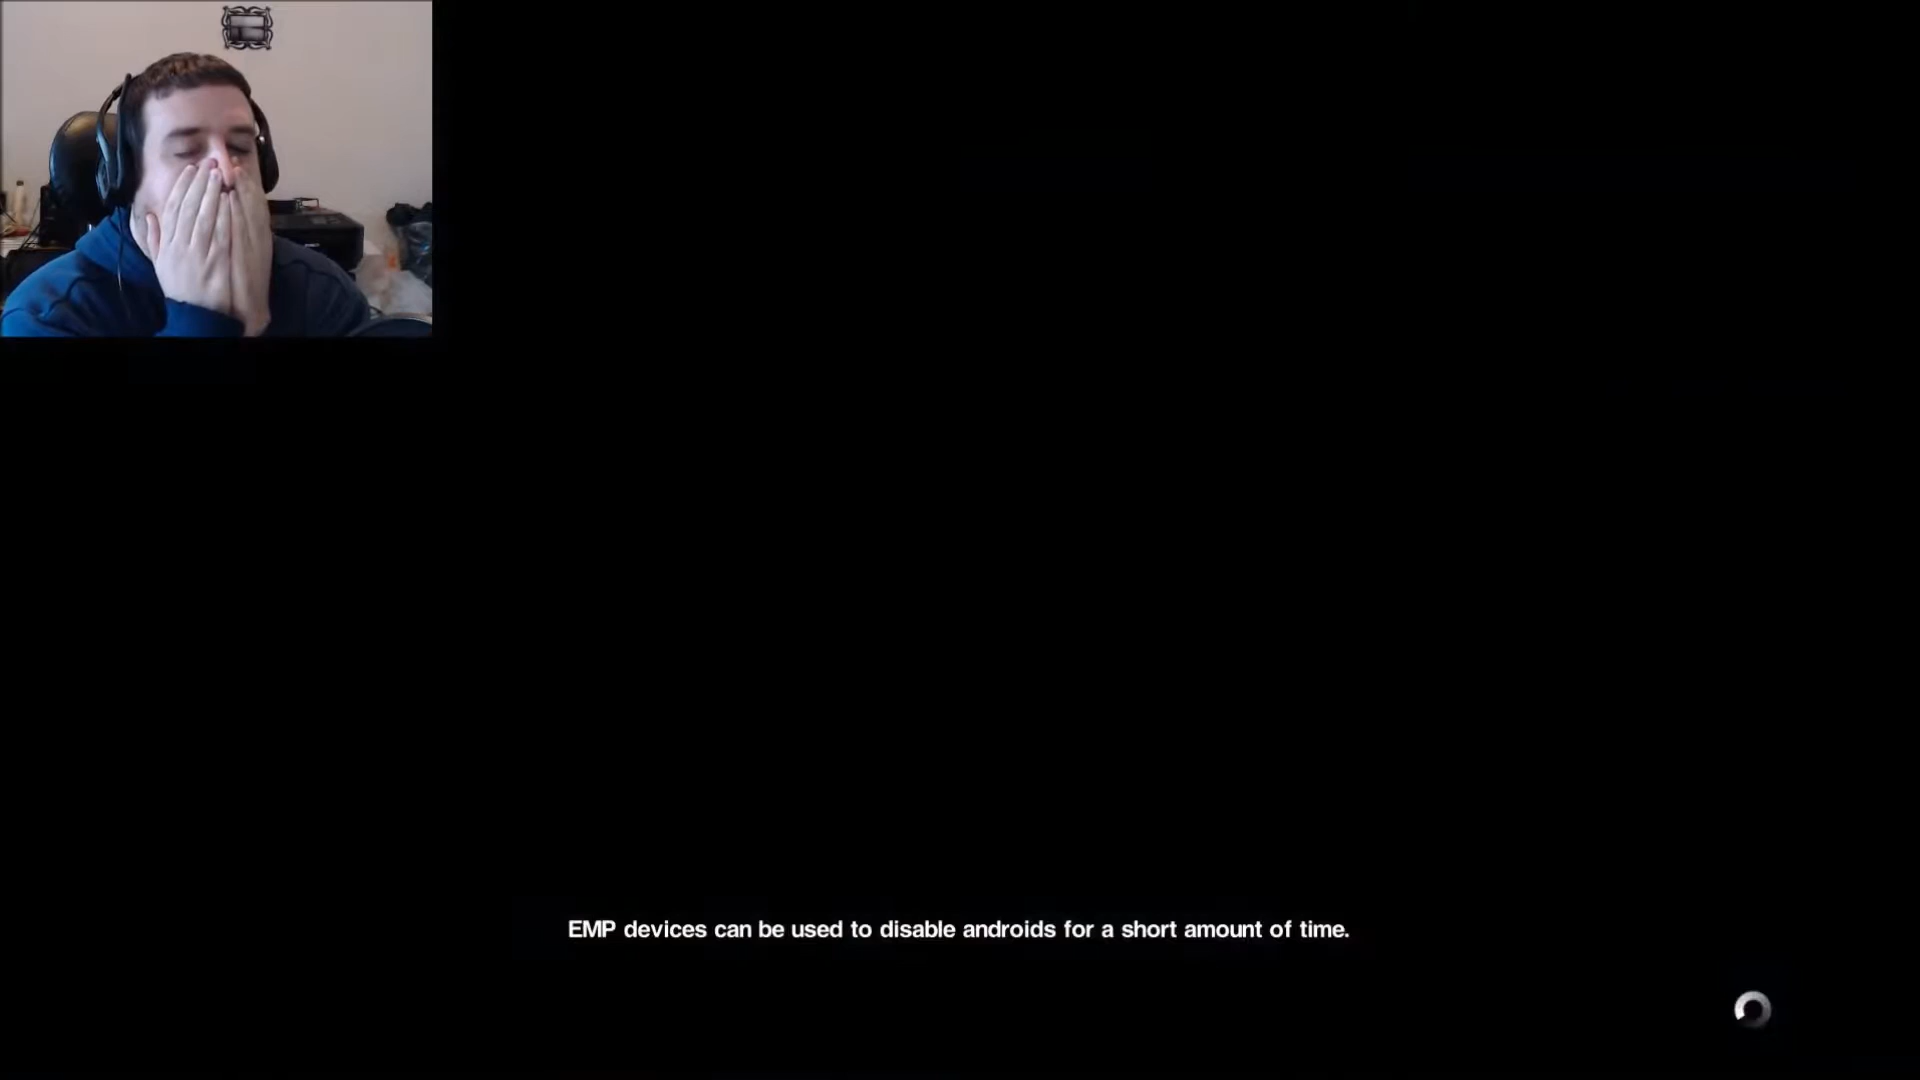 EMP devices can be used to disable androids for a short amount of time.